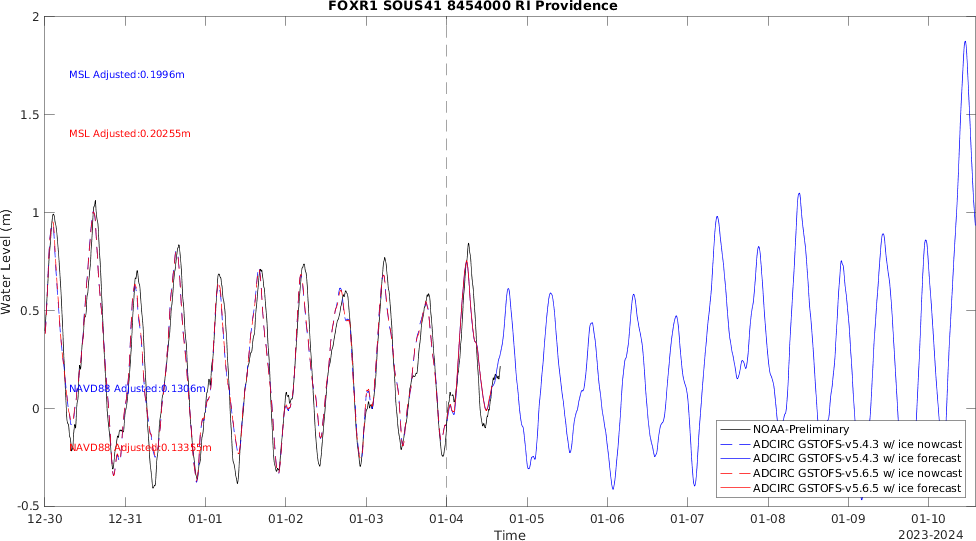 FOXR1 SOUS41 8454000 RI Providence
2
1.5
1
0.5
0
-0.5
Water Level (m)
MSL Adjusted:0.1996m
MSL Adjusted:0.20255m
NAVD88 Adjusted:0.1306m
NAVD88 Adjusted:0.13355m
NOAA-Preliminary
ADCIRC GSTOFS-v5.4.3 w/ ice nowcast
ADCIRC GSTOFS-v5.4.3 w/ ice forecast
ADCIRC GSTOFS-v5.6.5 w/ ice nowcast
ADCIRC GSTOFS-v5.6.5 w/ ice forecast
12-30 12-31 01-01 01-02 01-03 01-04 01-05 01-06 01-07 01-08 01-09 01-10
2023-2024
Time